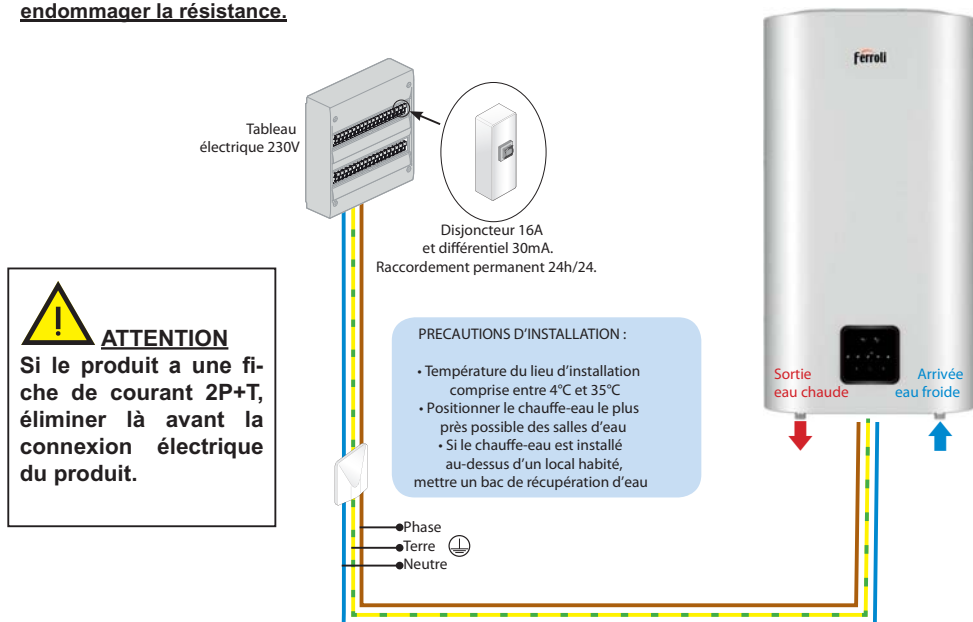 endommager la résistance.
Ferroli
Tableau
électrique 230V
Disjoncteur 16A
et différentiel 30mA.
Raccordement permanent 24h/24.
ATTENTION
Si le produit a une fi-
che de courant 2P+T,
éliminer là avant la
connexion électrique
du produit.
PRECAUTIONS D'INSTALLATION :
• Température du lieu d'installation
comprise entre 4°C et 35°C
• Positionner le chauffe-eau le plus
près possible des salles d'eau
• Si le chauffe-eau est installé
au-dessus d'un local habité,
mettre un bac de récupération d'eau
Sortie
eau chaude
Arrivée
eau froide
Phase
Terre
Neutre